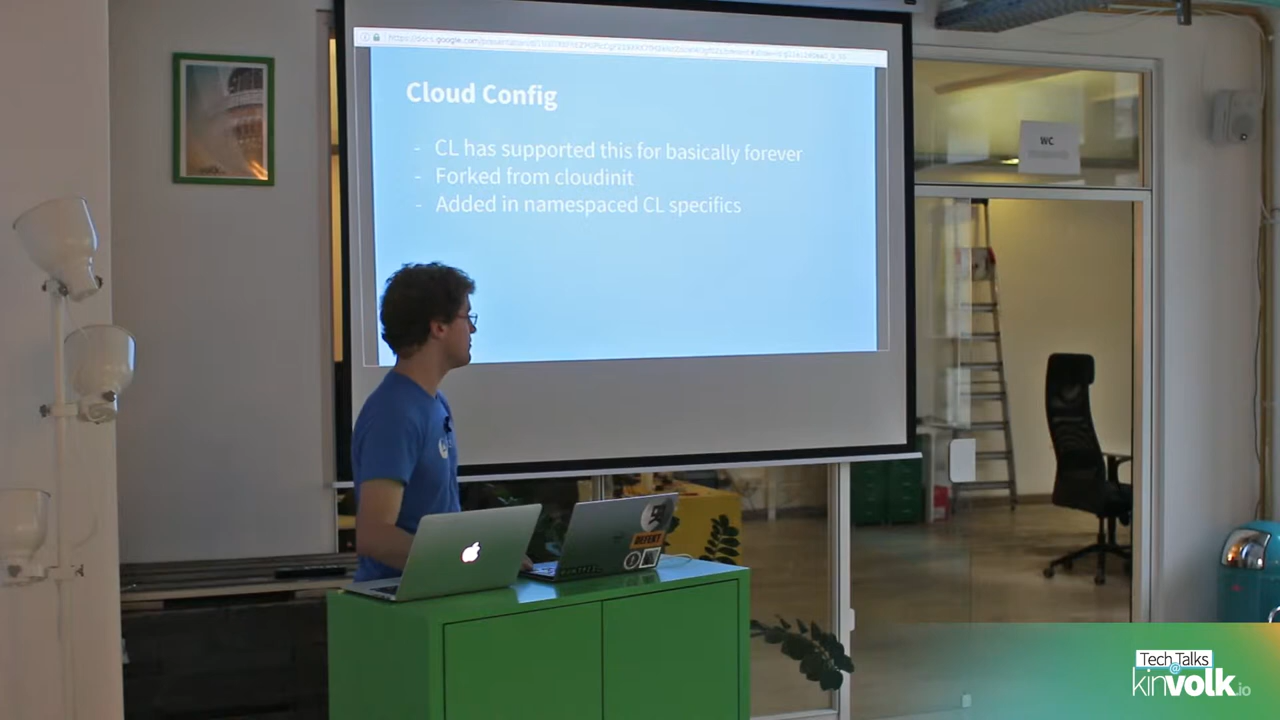 Cloud Config
- CL has supported this for basically forever
- Forked from cloudinit
- Added in namespaced CL specifics
WC
DEFEKT
Tech Talks
@
kinvolk.io